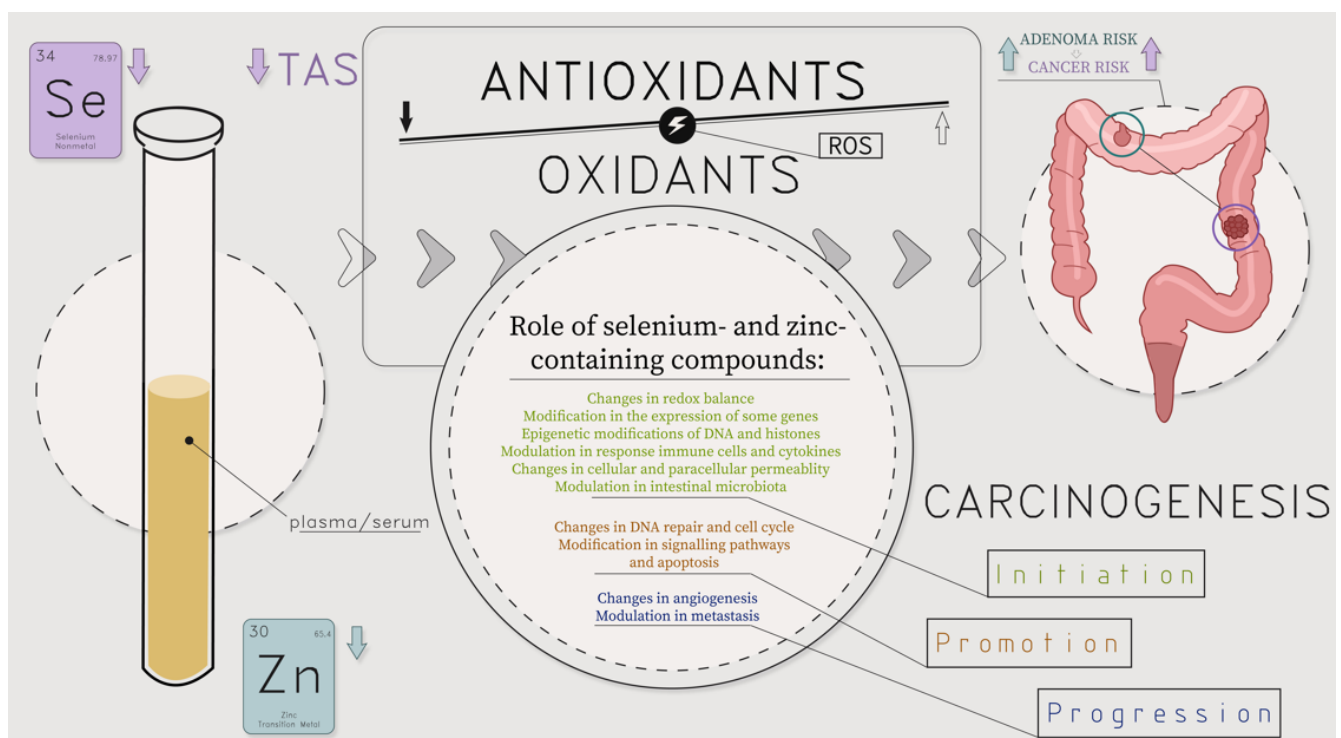 34
78.97
Se
Selenium
Nonmetal
TAS
ANTIOXIDANTS
OXIDANTS
ROS
ADENOMA RISK
CANCER RISK
Role of selenium- and zinc-
containing compounds:
Changes in redox balance
Modification in the expression of some genes
Epigenetic modifications of DNA and histones
Modulation in response immune cells and cytokines
Changes in cellular and paracellular permeablity
Modulation in intestinal microbiota
Changes in DNA repair and cell cycle
Modification in signalling pathways
and apoptosis
Changes in angiogenesis
Modulation in metastasis
plasma/serum
30
65.4
Zn
Zinc
Transition Metal
CARCINOGENESIS
Initiation
Promotion
Progression